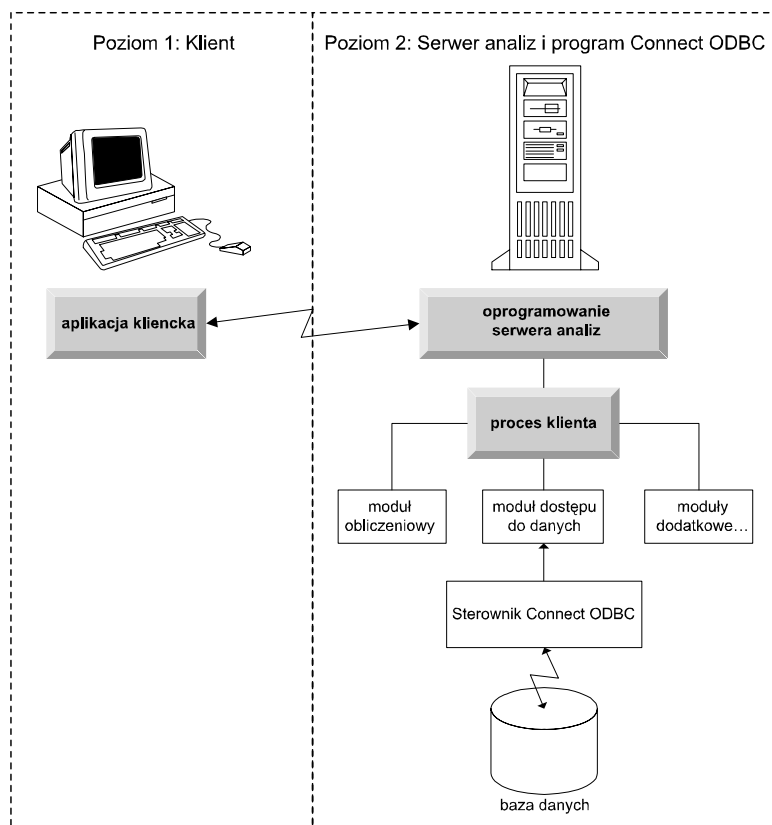 Poziom 1: Klient
Poziom 2: Serwer analiz i program Connect ODBC
aplikacja kliencka
oprogramowanie
serwera analiz
proces klienta
moduł
obliczeniowy
moduł dostępu
do danych
moduły
dodatkowe…
Sterownik Connect ODBC
baza danych